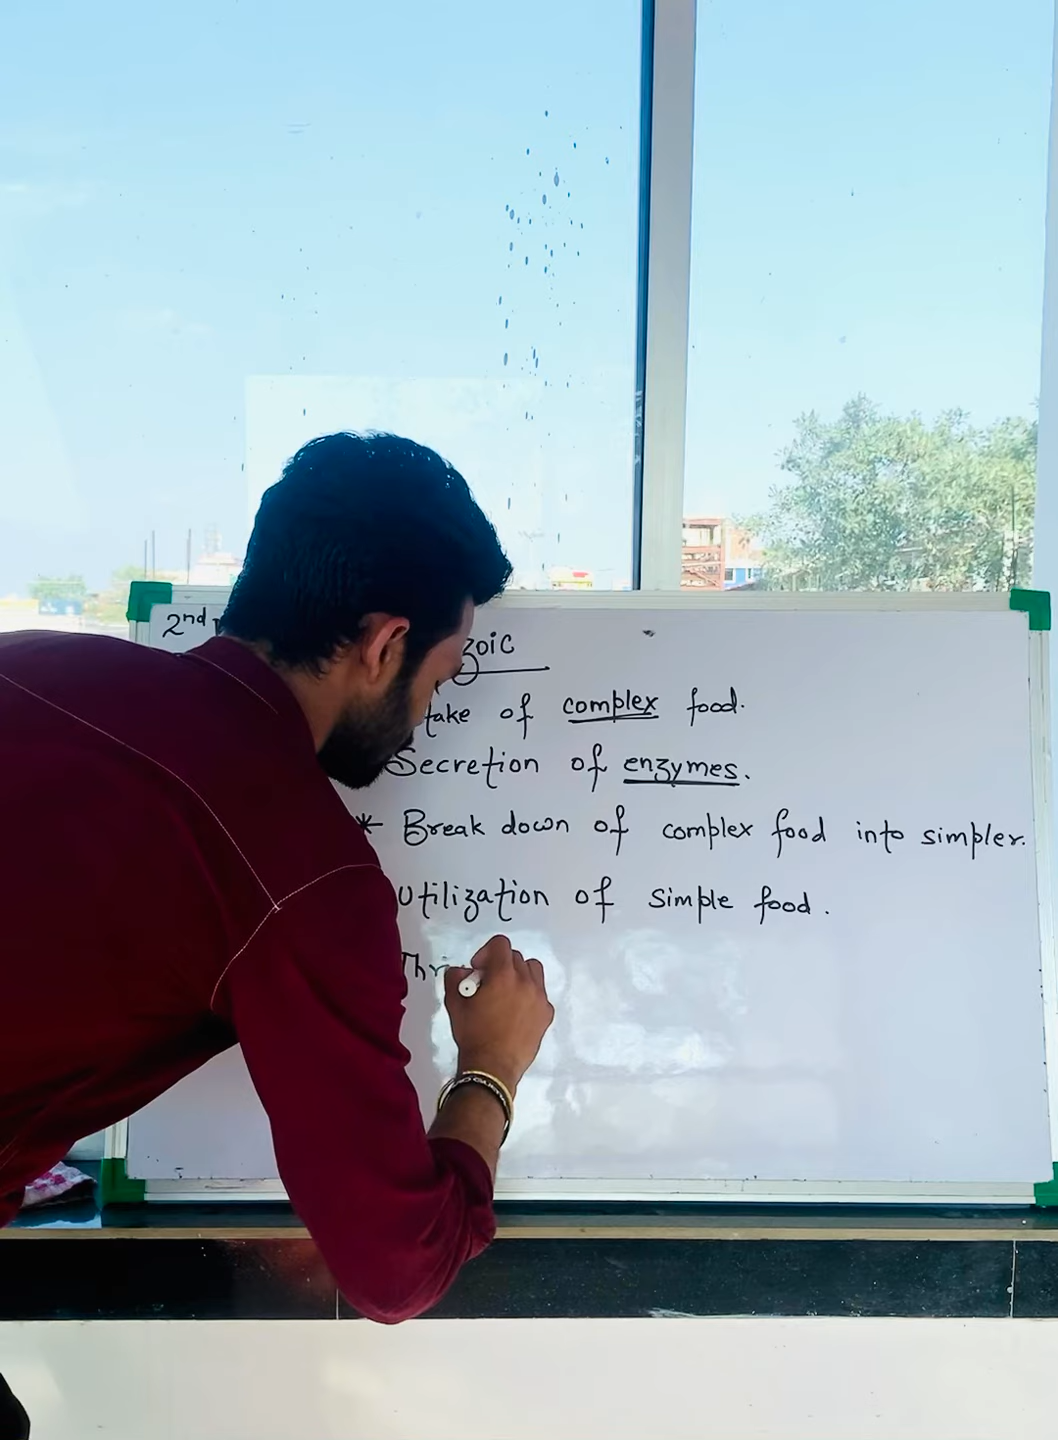 2nd
zoic
take of complex food.
Secretion of enzymes.
* Break down of complex food into simpler.
Utilization of simple food.
Thr